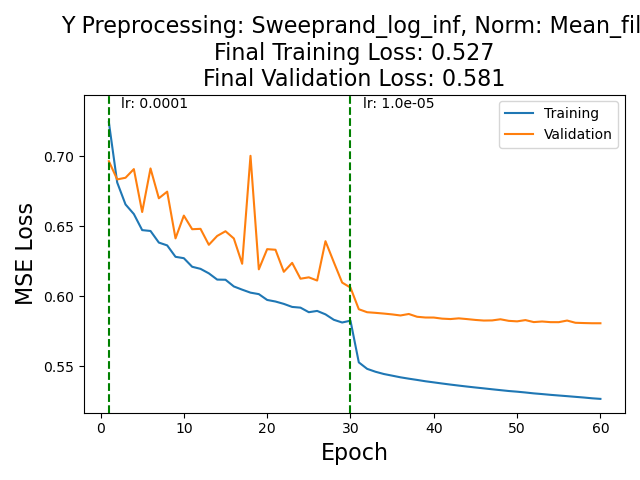 Y Preprocessing: Sweeprand_log_inf, Norm: Mean_fil
Final Training Loss: 0.527
Final Validation Loss: 0.581
lr: 0.0001
lr: 1.0e-05
Training
Validation
0.70
0.65
0.60
0.55
MSE Loss
0
10
20
30
40
50
60
Epoch